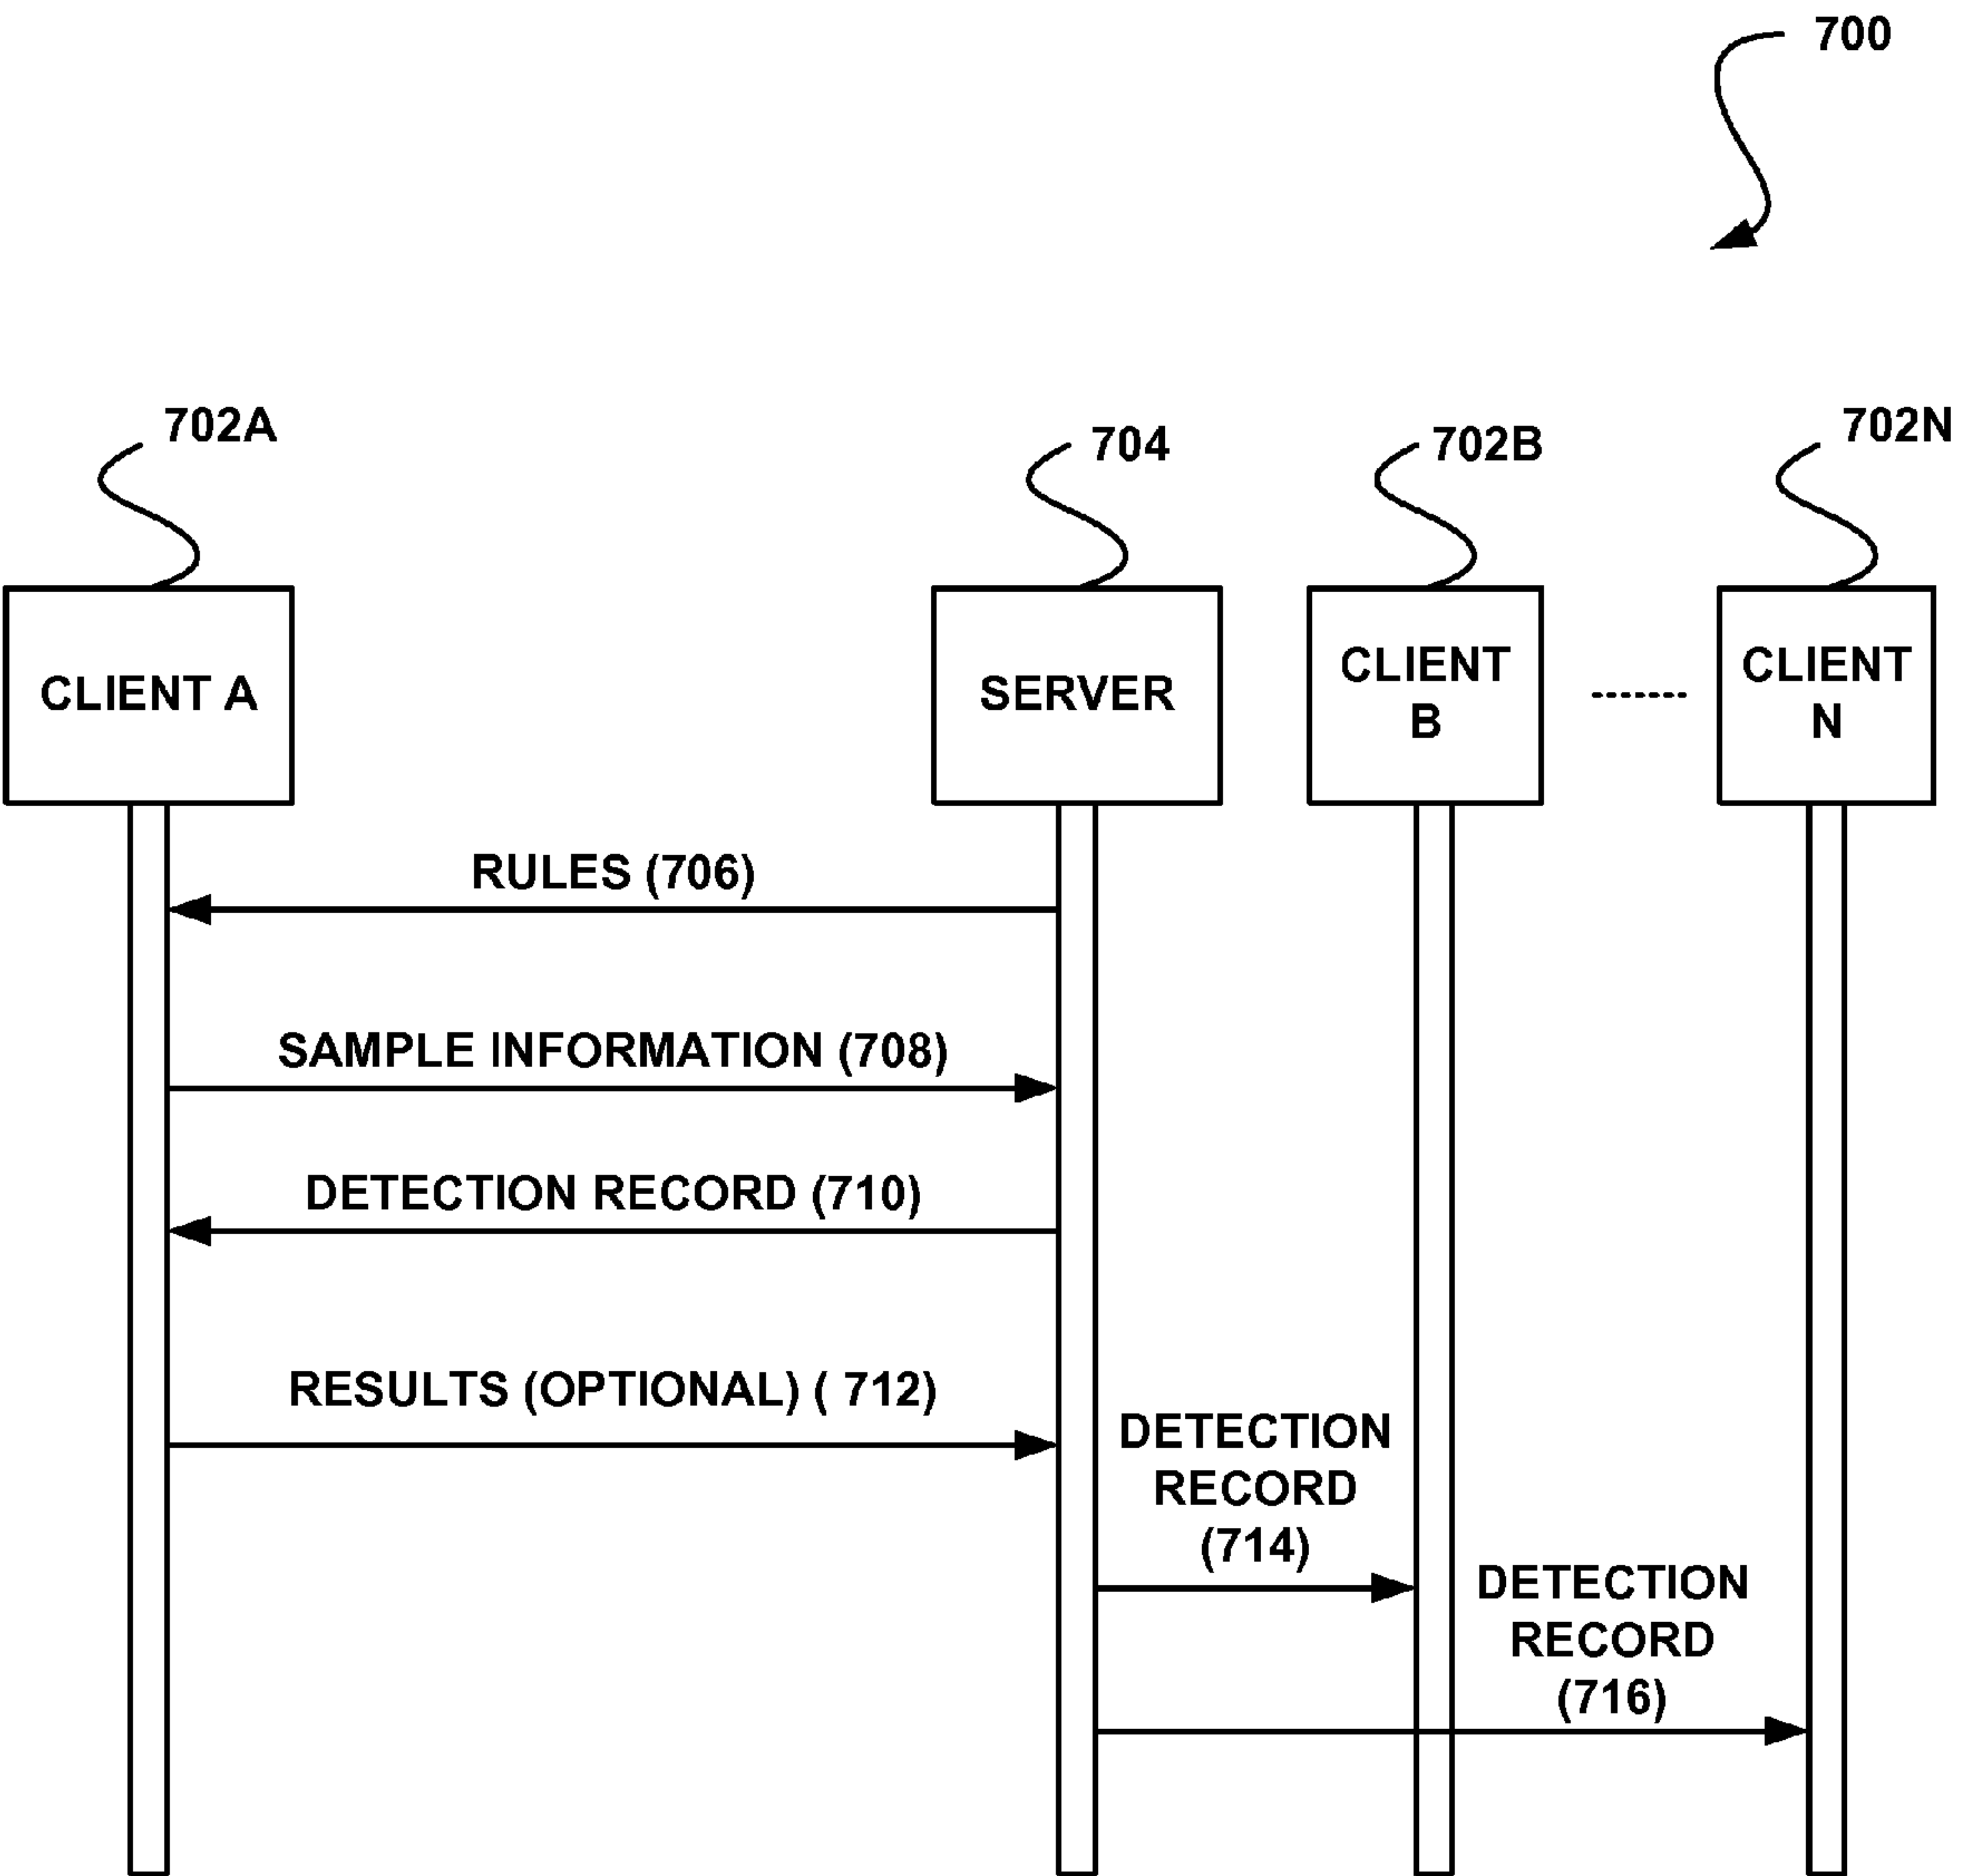 700
702A
704
702B
702N
CLIENT A
SERVER
CLIENT
B
CLIENT
N
RULES (706)
SAMPLE INFORMATION (708)
DETECTION RECORD (710)
RESULTS (OPTIONAL) ( 712)
DETECTION
RECORD
(714)
DETECTION
RECORD
(716)